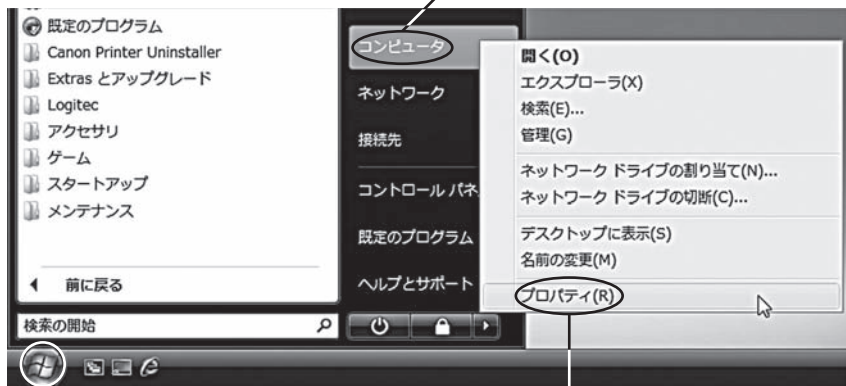 既定のプログラム
Canon Printer Uninstaller
Extras とアップグレード
Logitec
アクセサリ
ゲーム
スタートアップ
メンテナンス
前に戻る
検索の開始
コンピュータ
ネットワーク
接続先
コントロール パネ
既定のプログラム
ヘルプとサポート
開く(O)
エクスプローラ(X)
検索(E)...
管理(G)
ネットワーク ドライブの割り当て(N)...
ネットワーク ドライブの切断(C)...
デスクトップに表示(S)
名前の変更(M)
プロパティ(R)